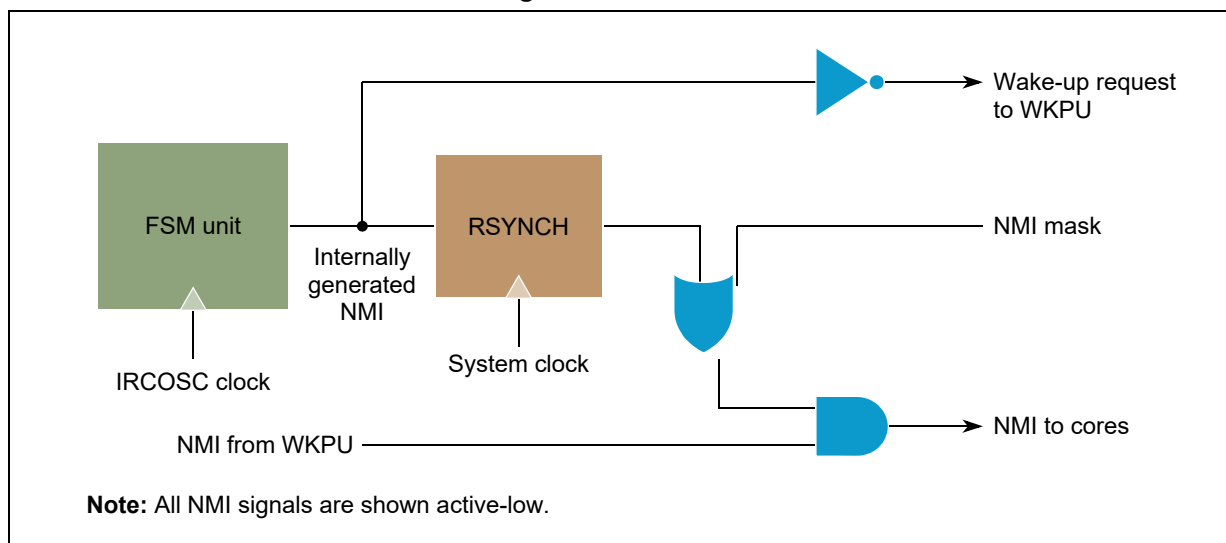 Wake-up request
to WKPU
FSM unit
RSYNCH
NMI mask
Internally
generated
NMI
System clock
IRCOSC clock
NMI to cores
NMI from WKPU
Note: All NMI signals are shown active-low.